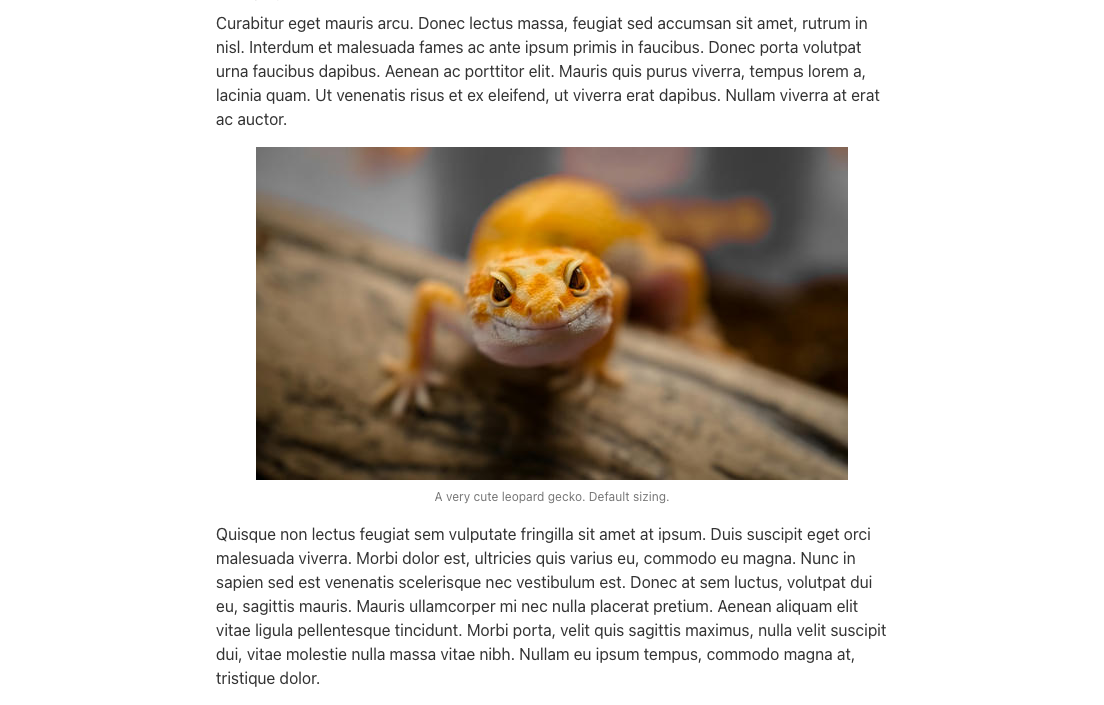 Curabitur eget mauris arcu. Donec lectus massa, feugiat sed accumsan sit amet, rutrum in
nisl. Interdum et malesuada fames ac ante ipsum primis in faucibus. Donec porta volutpat
urna faucibus dapibus. Aenean ac porttitor elit. Mauris quis purus viverra, tempus lorem a,
lacinia quam. Ut venenatis risus et ex eleifend, ut viverra erat dapibus. Nullam viverra at erat
ac auctor.
A very cute leopard gecko. Default sizing.
Quisque non lectus feugiat sem vulputate fringilla sit amet at ipsum. Duis suscipit eget orci
malesuada viverra. Morbi dolor est, ultricies quis varius eu, commodo eu magna. Nunc in
sapien sed est venenatis scelerisque nec vestibulum est. Donec at sem luctus, volutpat dui
eu, sagittis mauris. Mauris ullamcorper mi nec nulla placerat pretium. Aenean aliquam elit
vitae ligula pellentesque tincidunt. Morbi porta, velit quis sagittis maximus, nulla velit suscipit
dui, vitae molestie nulla massa vitae nibh. Nullam eu ipsum tempus, commodo magna at,
tristique dolor.